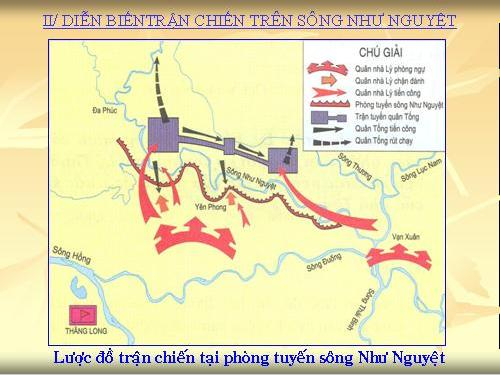 II/ DIỄN BIẾNTRẬN CHIẾN TRÊN SÔNG NHƯ NGUYỆT
CHÚ GIẢI
Quân nhà Lý phòng ngự
Quân nhà Lý chặn đánh
Quân nhà Lý tiến công
Phòng tuyến sông Như Nguyệt
Trận tuyến quân Tống
Quân Tống tiến công
Quân Tống rút chạy
Đa Phúc
Sông Thương
Sông Lục Nam
Sông Như Nguyệt
Yên Phong
Vạn Xuân
Sông Hồng
Sông Đuống
Sông Thái Bình
THĂNG LONG
Lược đồ trận chiến tại phòng tuyến sông Như Nguyệt